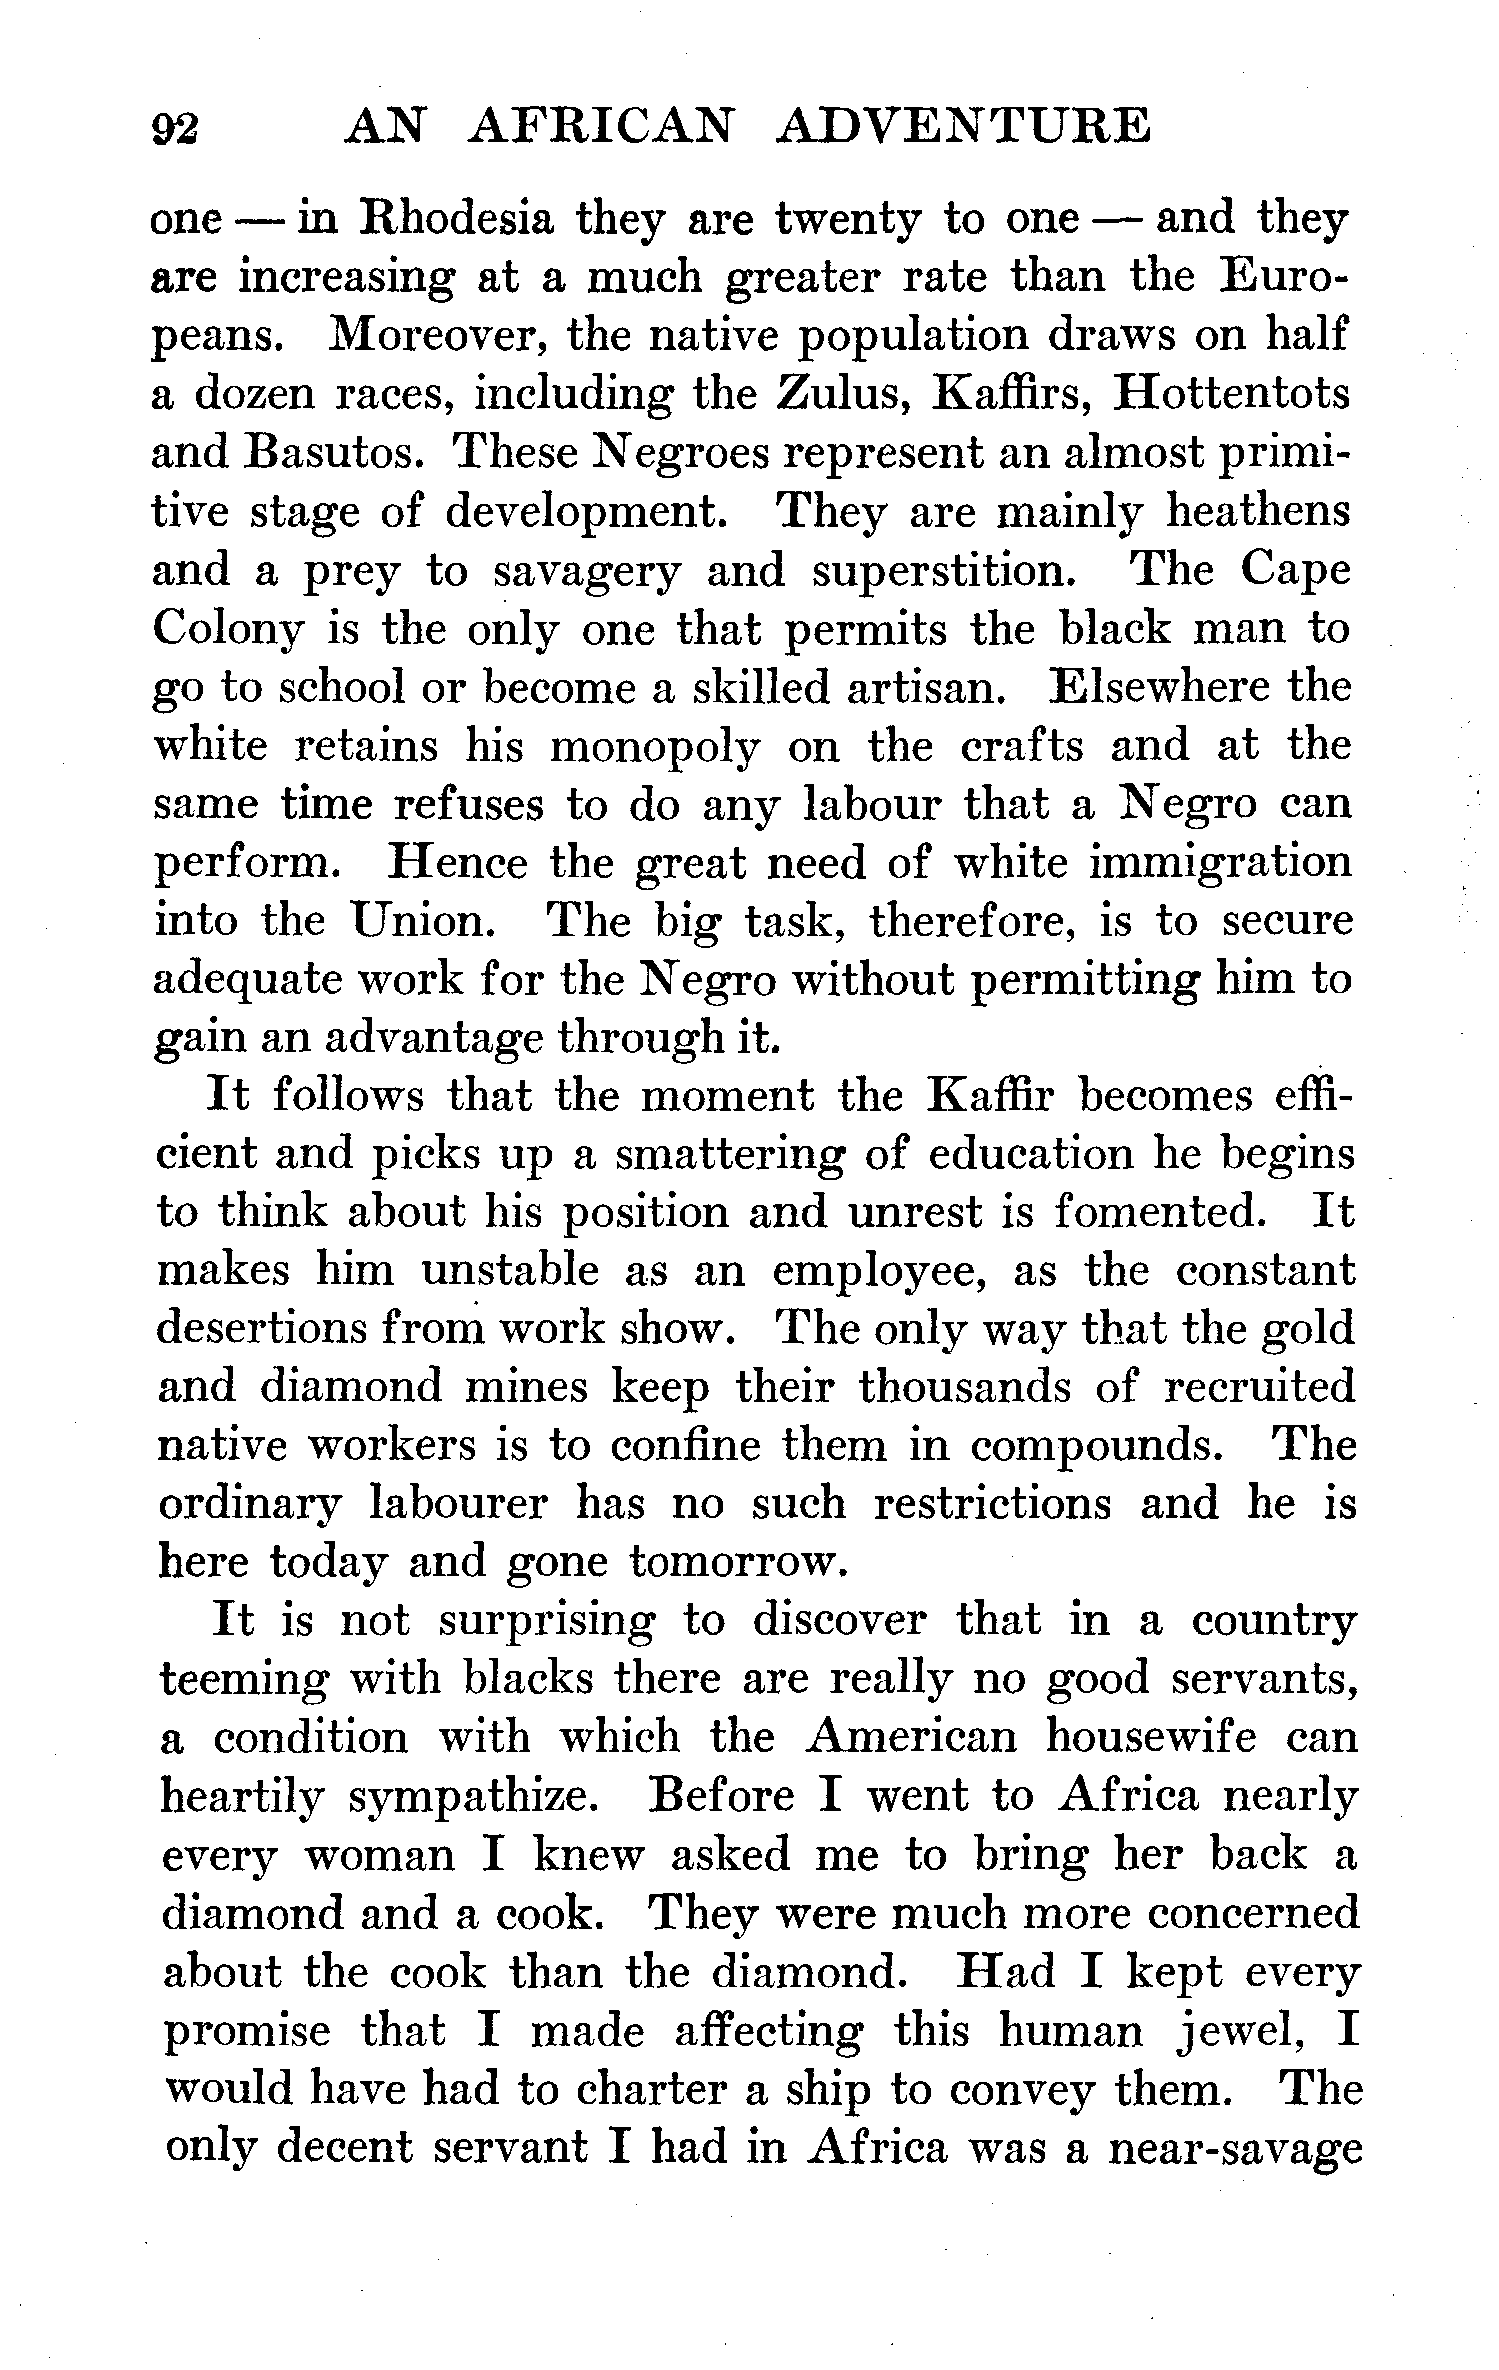 92 AN AFRICAN ADVENTURE
one — in Rhodesia they are twenty to one — and they
are increasing at a much greater rate than the Euro-
peans. Moreover, the native population draws on half
a dozen races, including the Zulus, Kaffirs, Hottentots
and Basutos. These Negroes represent an almost primi-
tive stage of development. They are mainly heathens
and a prey to savagery and superstition. The Cape
Colony is the only one that permits the black man to
go to school or become a skilled artisan. Elsewhere the
white retains his monopoly on the crafts and at the
same time refuses to do any labour that a Negro can
perform. Hence the great need of white immigration
into the Union. The big task, therefore, is to secure
adequate work for the Negro without permitting him to
gain an advantage through it.
It follows that the moment the Kaffir becomes effi-
cient and picks up a smattering of education he begins
to think about his position and unrest is fomented. It
makes him unstable as an employee, as the constant
desertions from work show. The only way that the gold
and diamond mines keep their thousands of recruited
native workers is to confine them in compounds. The
ordinary labourer has no such restrictions and he is
here today and gone tomorrow.
It is not surprising to discover that in a country
teeming with blacks there are really no good servants,
a condition with which the American housewife can
heartily sympathize. Before I went to Africa nearly
every woman I knew asked me to bring her back a
diamond and a cook. They were much more concerned
about the cook than the diamond. Had I kept every
promise that I made affecting this human jewel, I
would have had to charter a ship to convey them. The
only decent servant I had in Africa was a near-savage